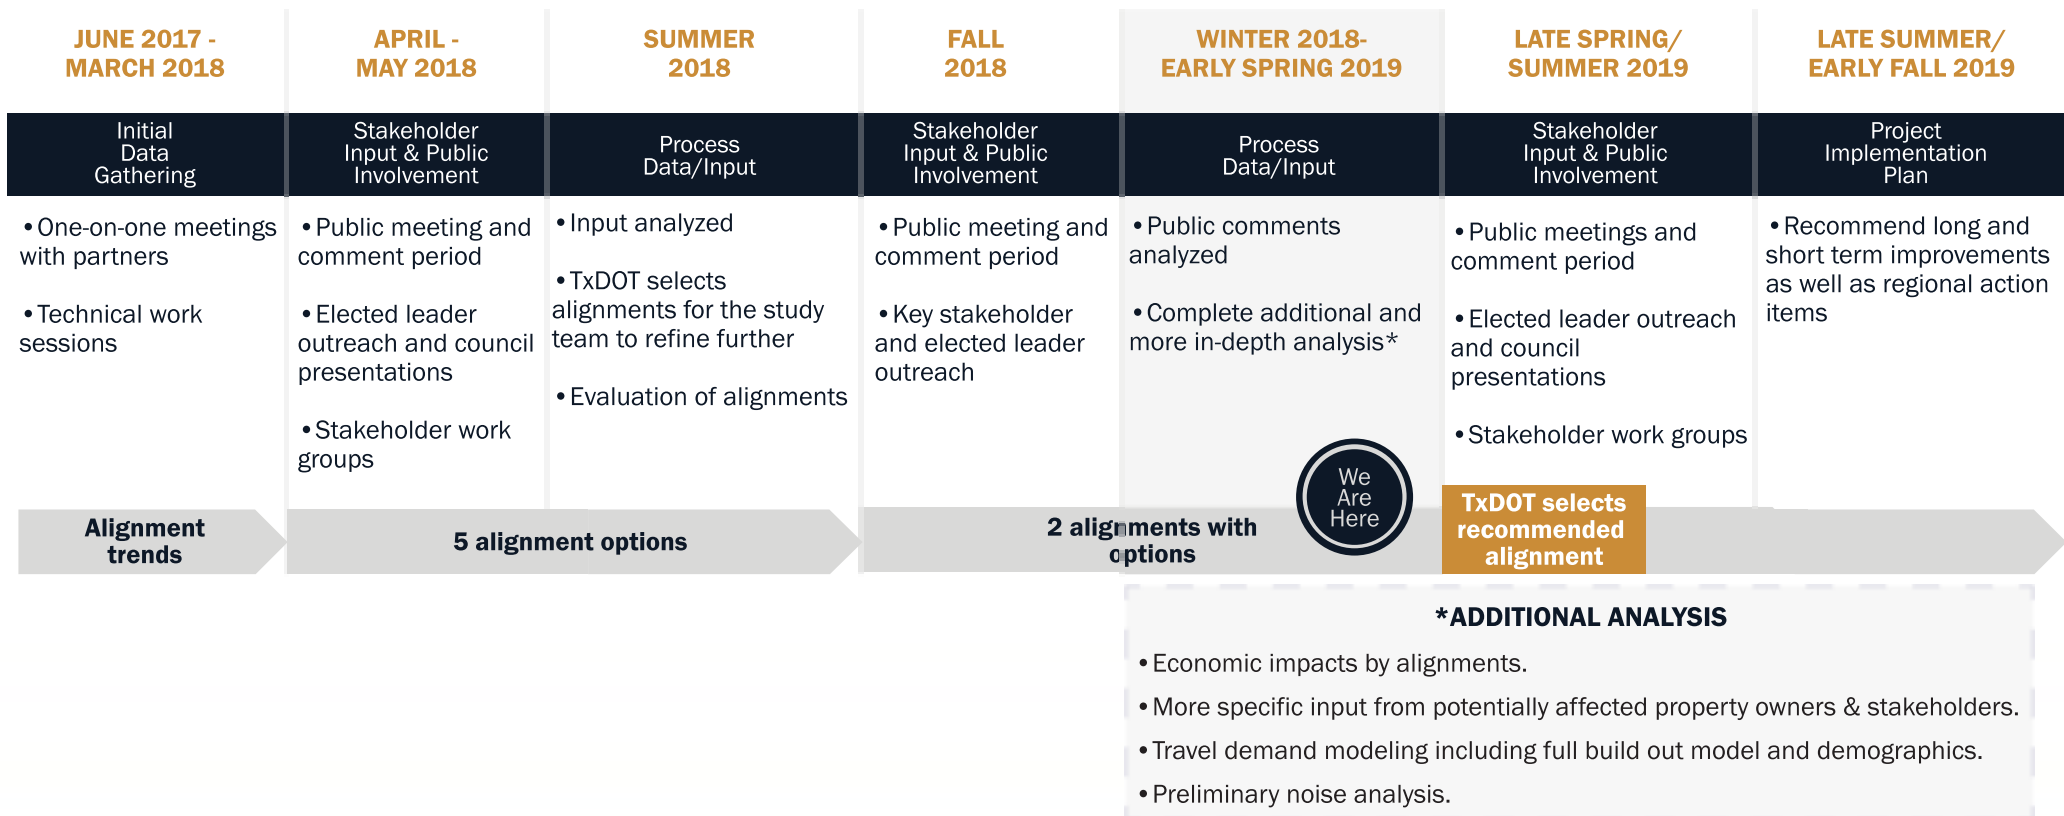 JUNE 2017 -
MARCH 2018
APRIL -
MAY 2018
SUMMER
2018
FALL
2018
WINTER 2018-
EARLY SPRING 2019
LATE SPRING/
SUMMER 2019
LATE SUMMER/
EARLY FALL 2019
Initial
Data
Gathering
Stakeholder
Input & Public
Involvement
Process
Data/Input
Stakeholder
Input & Public
Involvement
Process
Data/Input
Stakeholder
Input & Public
Involvement
Project
Implementation
Plan
•One-on-one meetings
with partners
•Technical work
sessions
•Public meeting and
comment period
•Elected leader
outreach and council
presentations
•Stakeholder work
groups
•Input analyzed
•TxDOT selects
alignments for the study
team to refine further
•Evaluation of alignments
•Public meeting and
comment period
•Key stakeholder
and elected leader
outreach
•Public comments
analyzed
•Complete additional and
more in-depth analysis*
•Public meetings and
comment period
•Elected leader outreach
and council
presentations
•Stakeholder work groups
•Recommend long and
short term improvements
as well as regional action
items
Alignment
trends
5 alignment options
2 alignments with
options
We
Are
Here
TxDOT selects
recommended
alignment
*ADDITIONAL ANALYSIS
•Economic impacts by alignments.
•More specific input from potentially affected property owners & stakeholders.
•Travel demand modeling including full build out model and demographics.
•Preliminary noise analysis.